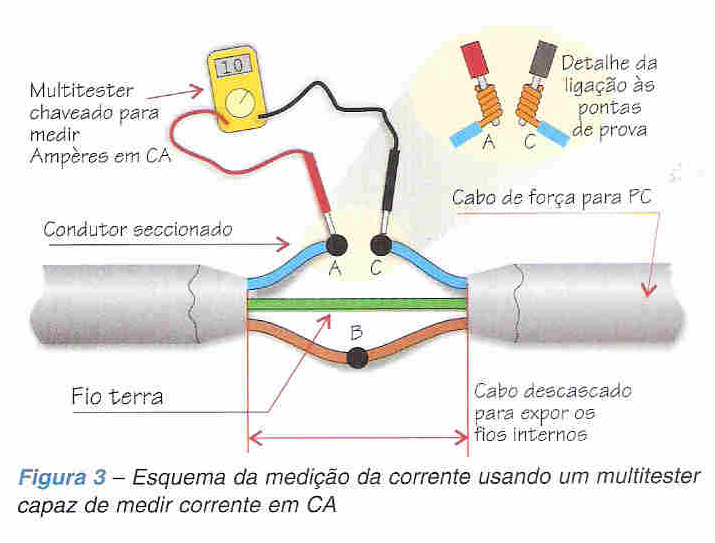 10
Multitester
chaveado para
medir
Ampères em CA
Detalhe da
ligação às
pontas
de prova
A
C
Cabo de força para PC
Condutor seccionado
A
C
B
Fio terra
Cabo descascado
para expor os
fios internos
Figura 3 – Esquema da medição da corrente usando um multitester
capaz de medir corrente em CA